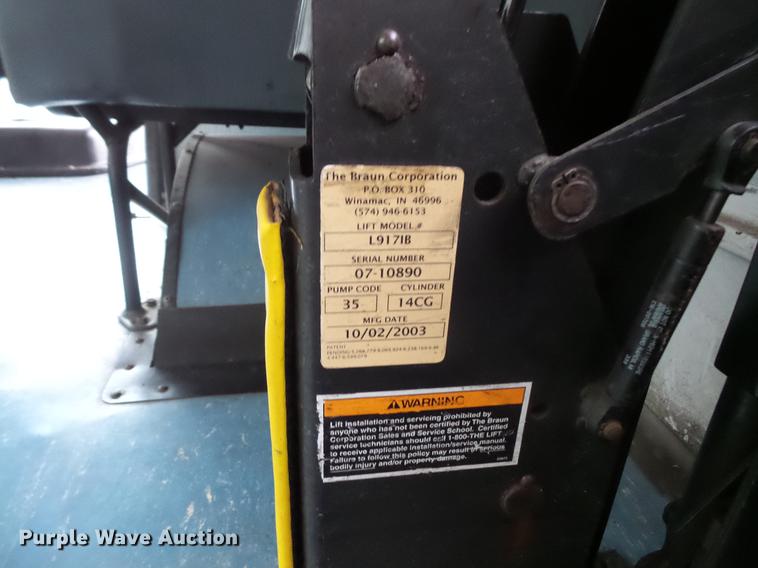 The Braun Corporation
P.O. BOX 310
Winamac, IN 46996
(574) 946-6153
LIFT MODEL #
L917IB
SERIAL NUMBER
07-10890
PUMP CODE CYLINDER
35 14CG
MFG DATE
10/02/2003
PATENT
PENDING
WARNING
Lift installation and servicing prohibited by
anyone who has not been certified by The Braun
Corporation Sales and Service School. Certified
service technicians should call 1-800-THE LIFT
to receive applicable installation/service manual.
Failure to follow this policy may result in serious
bodily injury and/or property damage.
Purple Wave Auction